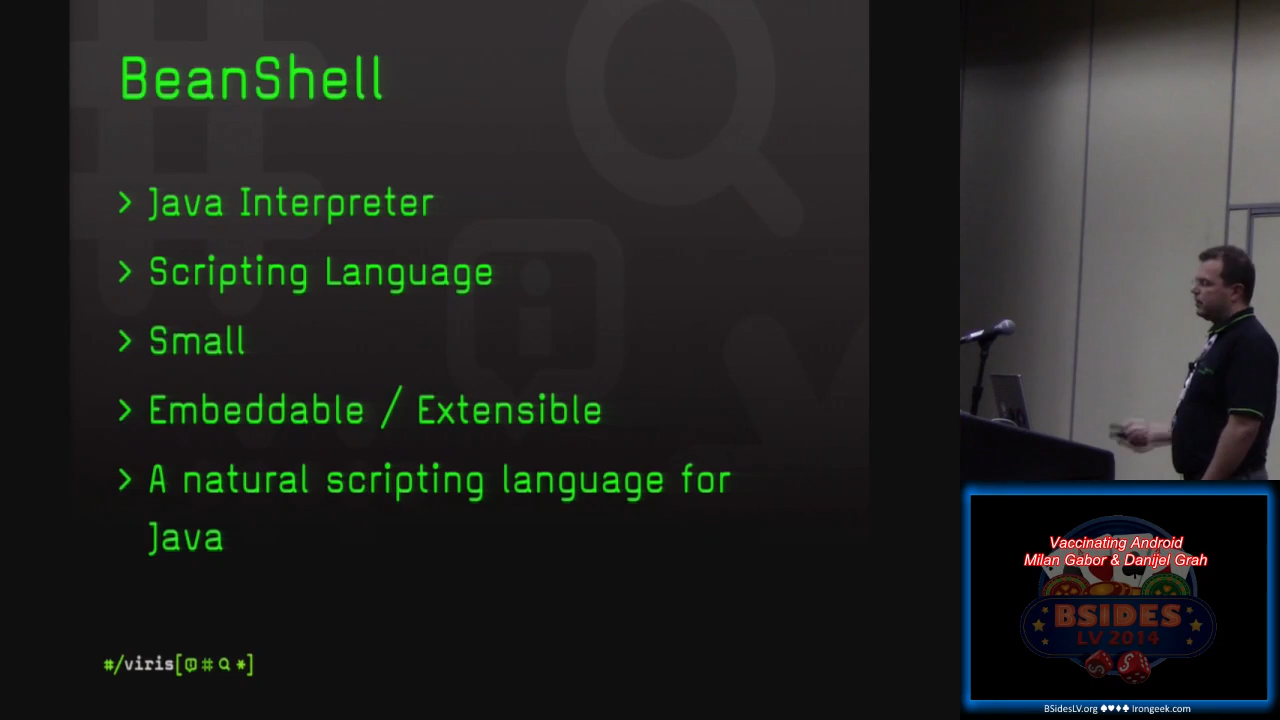 BeanShell
> Java Interpreter
> Scripting Language
> Small
> Embeddable / Extensible
> A natural scripting language for
Java
#/viris[
*]
Vaccinating Android
Milan Gabor & Danijel Grah
BSIDES
LV 2014
BSidesLV.org ♠♥♦♣ Irongeek.com